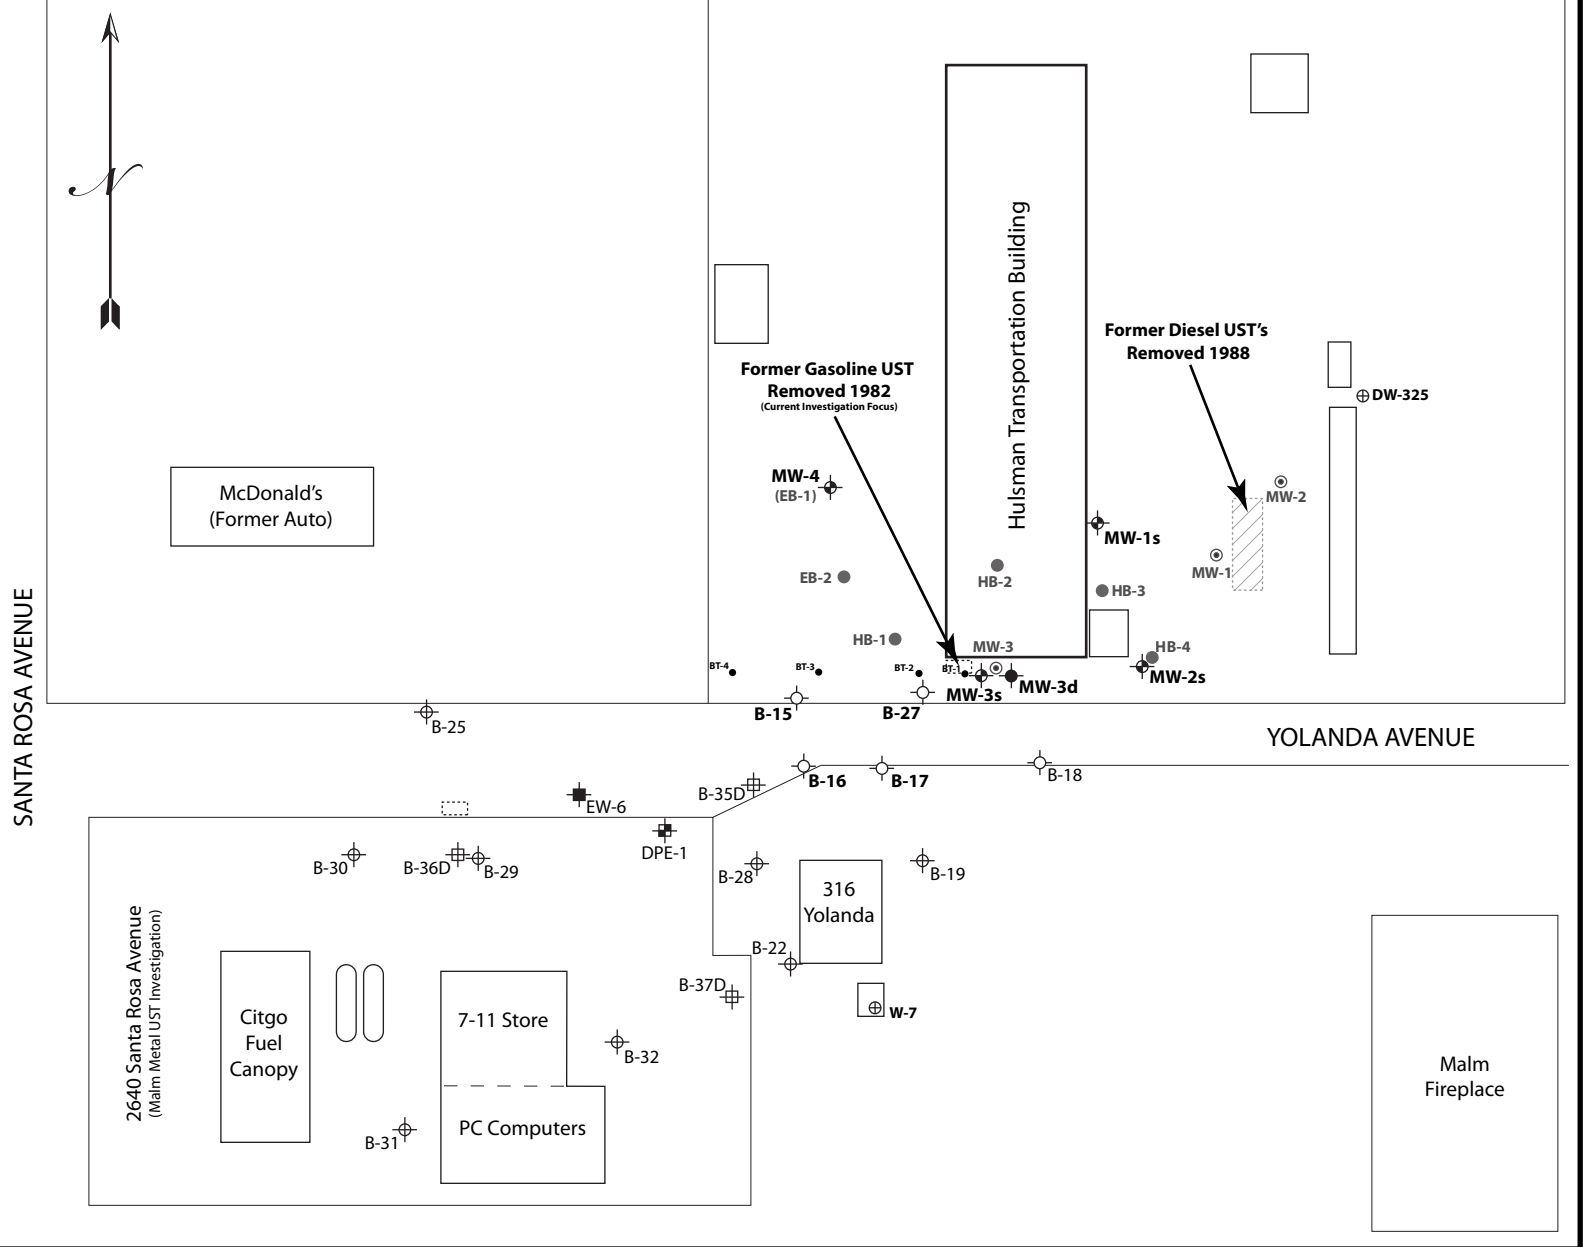 N
Hulsman Transportation Building
Former Diesel UST's
Removed 1988
Former Gasoline UST
Removed 1982
(Current Investigation Focus)
DW-325
MW-4
(EB-1)
MW-2
McDonald's
(Former Auto)
MW-1s
MW-1
EB-2
HB-2
HB-3
HB-1
MW-3
HB-4
BT-4
BT-3
BT-2
BT-1
MW-2s
MW-3s
MW-3d
SANTA ROSA AVENUE
B-15
B-27
B-25
YOLANDA AVENUE
B-16
B-17
B-18
B-35D
EW-6
DPE-1
B-30
B-36D
B-29
B-28
B-19
316
Yolanda
2640 Santa Rosa Avenue
(Malm Metal UST Investigation)
B-22
B-37D
W-7
Citgo
Fuel
Canopy
7-11 Store
B-32
PC Computers
B-31
Malm
Fireplace